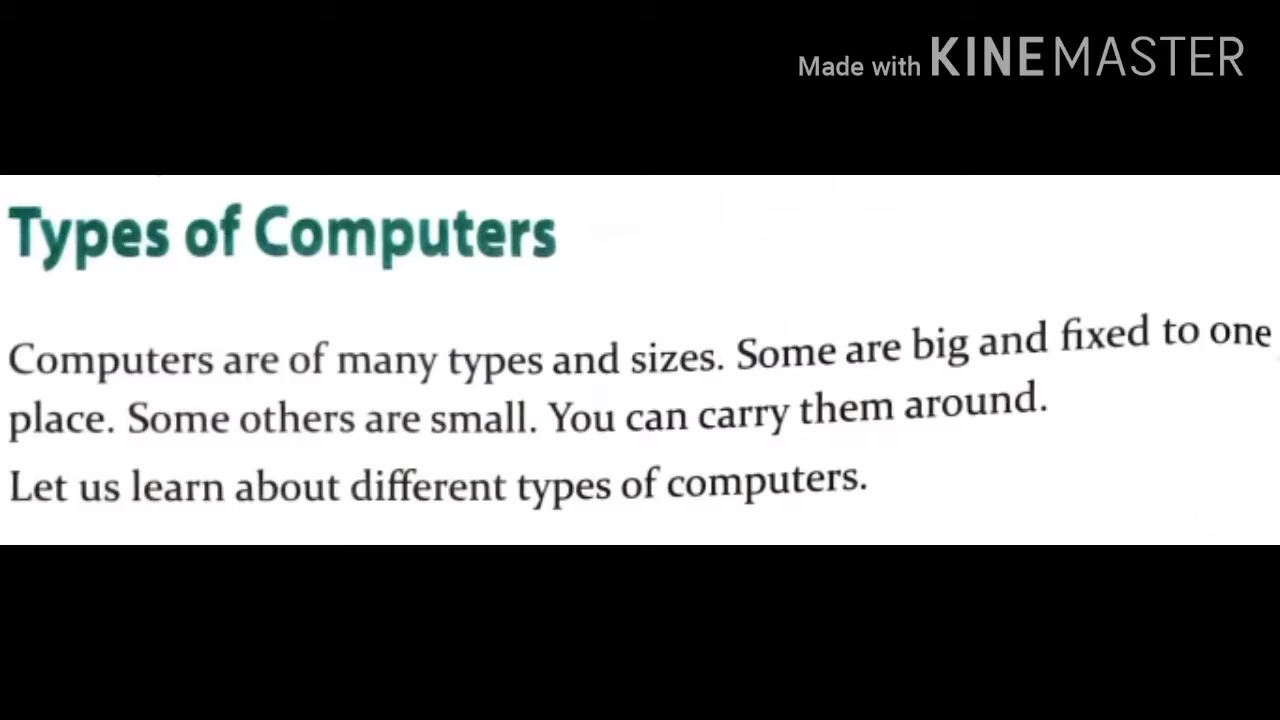 Made with KINEMASTER
Types of Computers
Computers are of many types and sizes. Some are big and fixed to one
place. Some others are small. You can carry them around.
Let us learn about different types of computers.